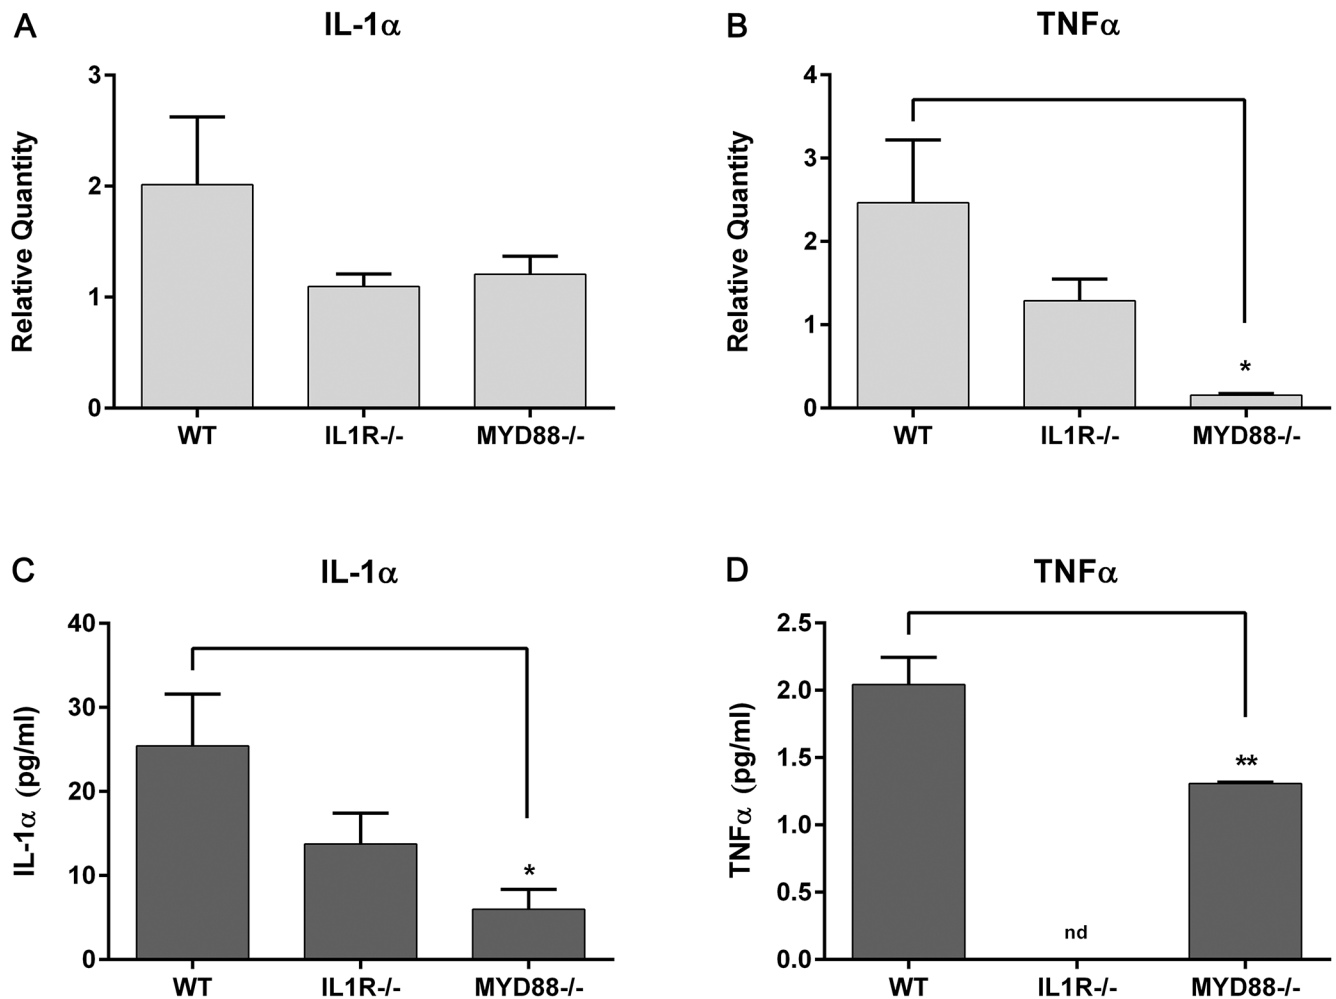 A
IL-1α
Relative Quantity
3
2
1
0
WT
IL1R-/-
MYD88-/-
B
TNFα
Relative Quantity
4
3
2
1
0
*
WT
IL1R-/-
MYD88-/-
C
IL-1α
IL-1α (pg/ml)
40
30
20
10
0
*
WT
IL1R-/-
MYD88-/-
D
TNFα
TNFα (pg/ml)
2.5
2.0
1.5
1.0
0.5
0.0
**
nd
WT
IL1R-/-
MYD88-/-